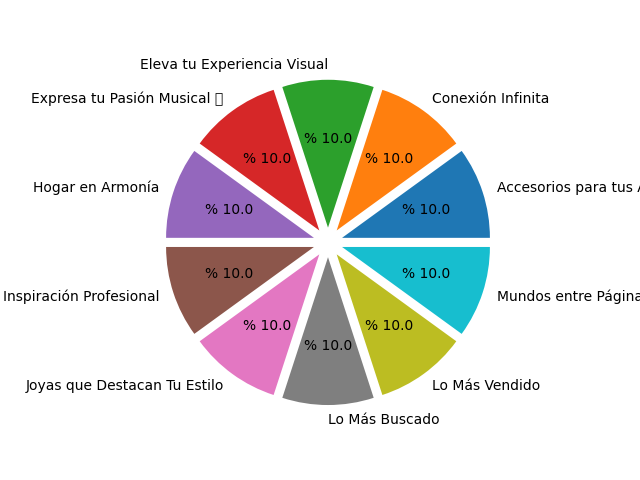 Eleva tu Experiencia Visual
Expresa tu Pasión Musical
Conexión Infinita
% 10.0
% 10.0
% 10.0
Hogar en Armonía
Accesorios para tus A
% 10.0
% 10.0
% 10.0
% 10.0
Inspiración Profesional
Mundos entre Página
% 10.0
% 10.0
% 10.0
Joyas que Destacan Tu Estilo
Lo Más Vendido
Lo Más Buscado